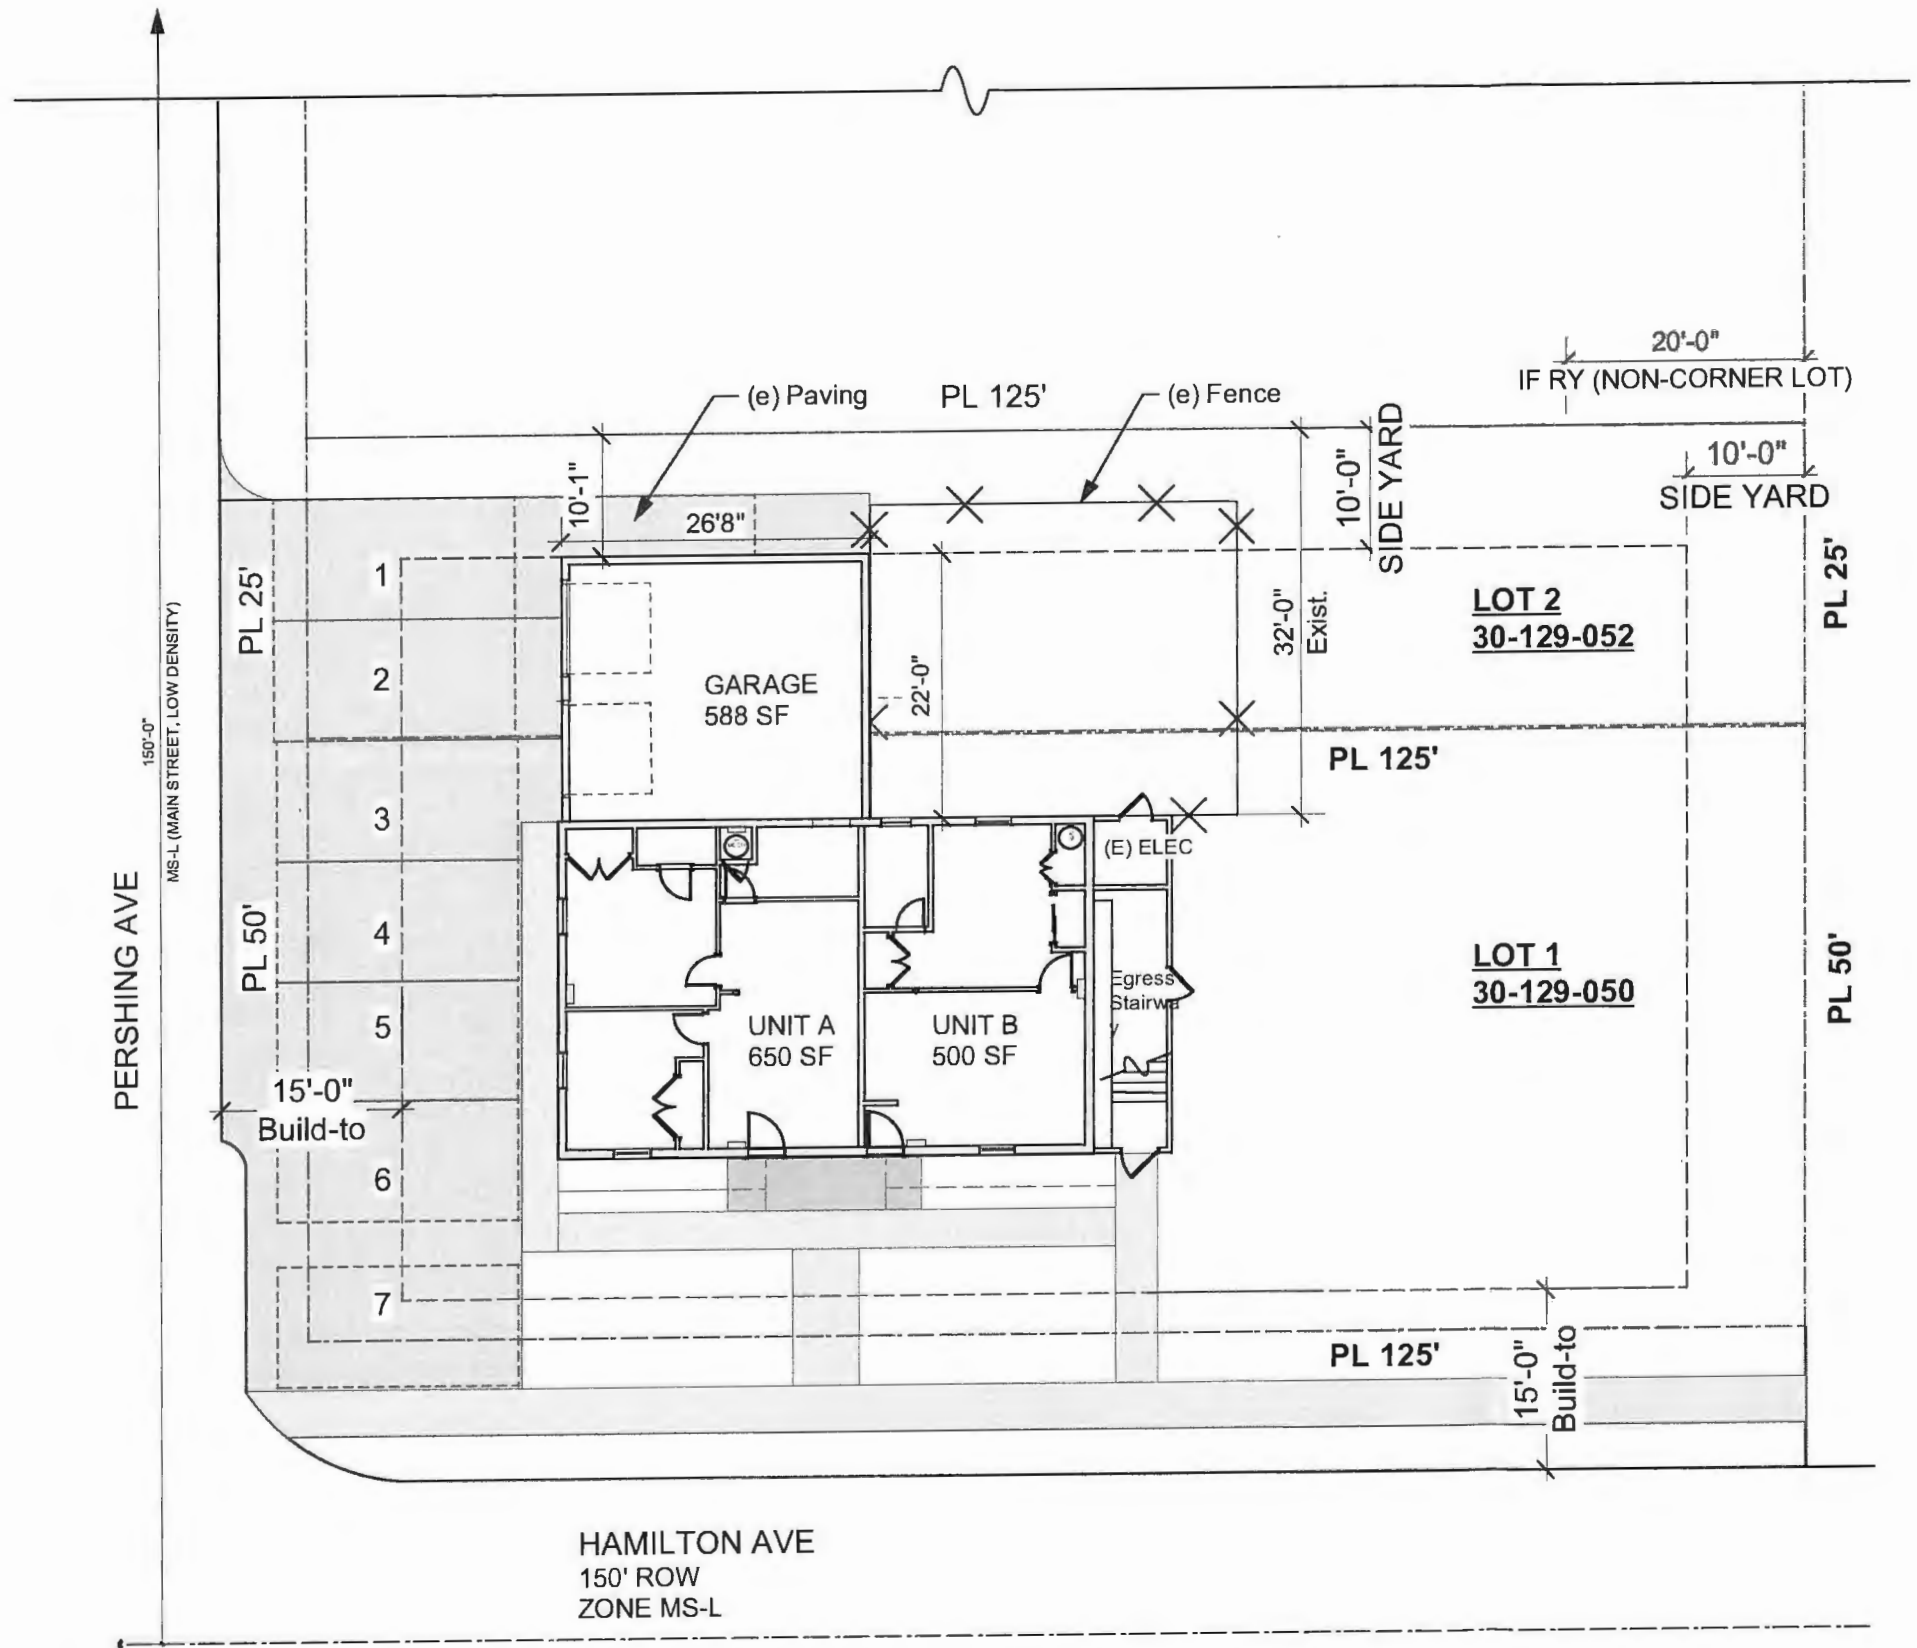 20'-0"
IF RY (NON-CORNER LOT)
(e) Paving
PL 125'
(e) Fence
10'-0"
SIDE YARD
10'-1"
26'8"
10'-0"
SIDE YARD
PL 25'
1
2
GARAGE
588 SF
22'-0"
32'-0"
Exist.
LOT 2
30-129-052
PL 25'
150'-0"
MS-L (MAIN STREET, LOW DENSITY)
PL 125'
3
(E) ELEC
PERSHING AVE
PL 50'
4
5
UNIT A
650 SF
UNIT B
500 SF
Egress
Stairwa
y
LOT 1
30-129-050
PL 50'
15'-0"
Build-to
6
7
PL 125'
15'-0"
Build-to
HAMILTON AVE
150' ROW
ZONE MS-L